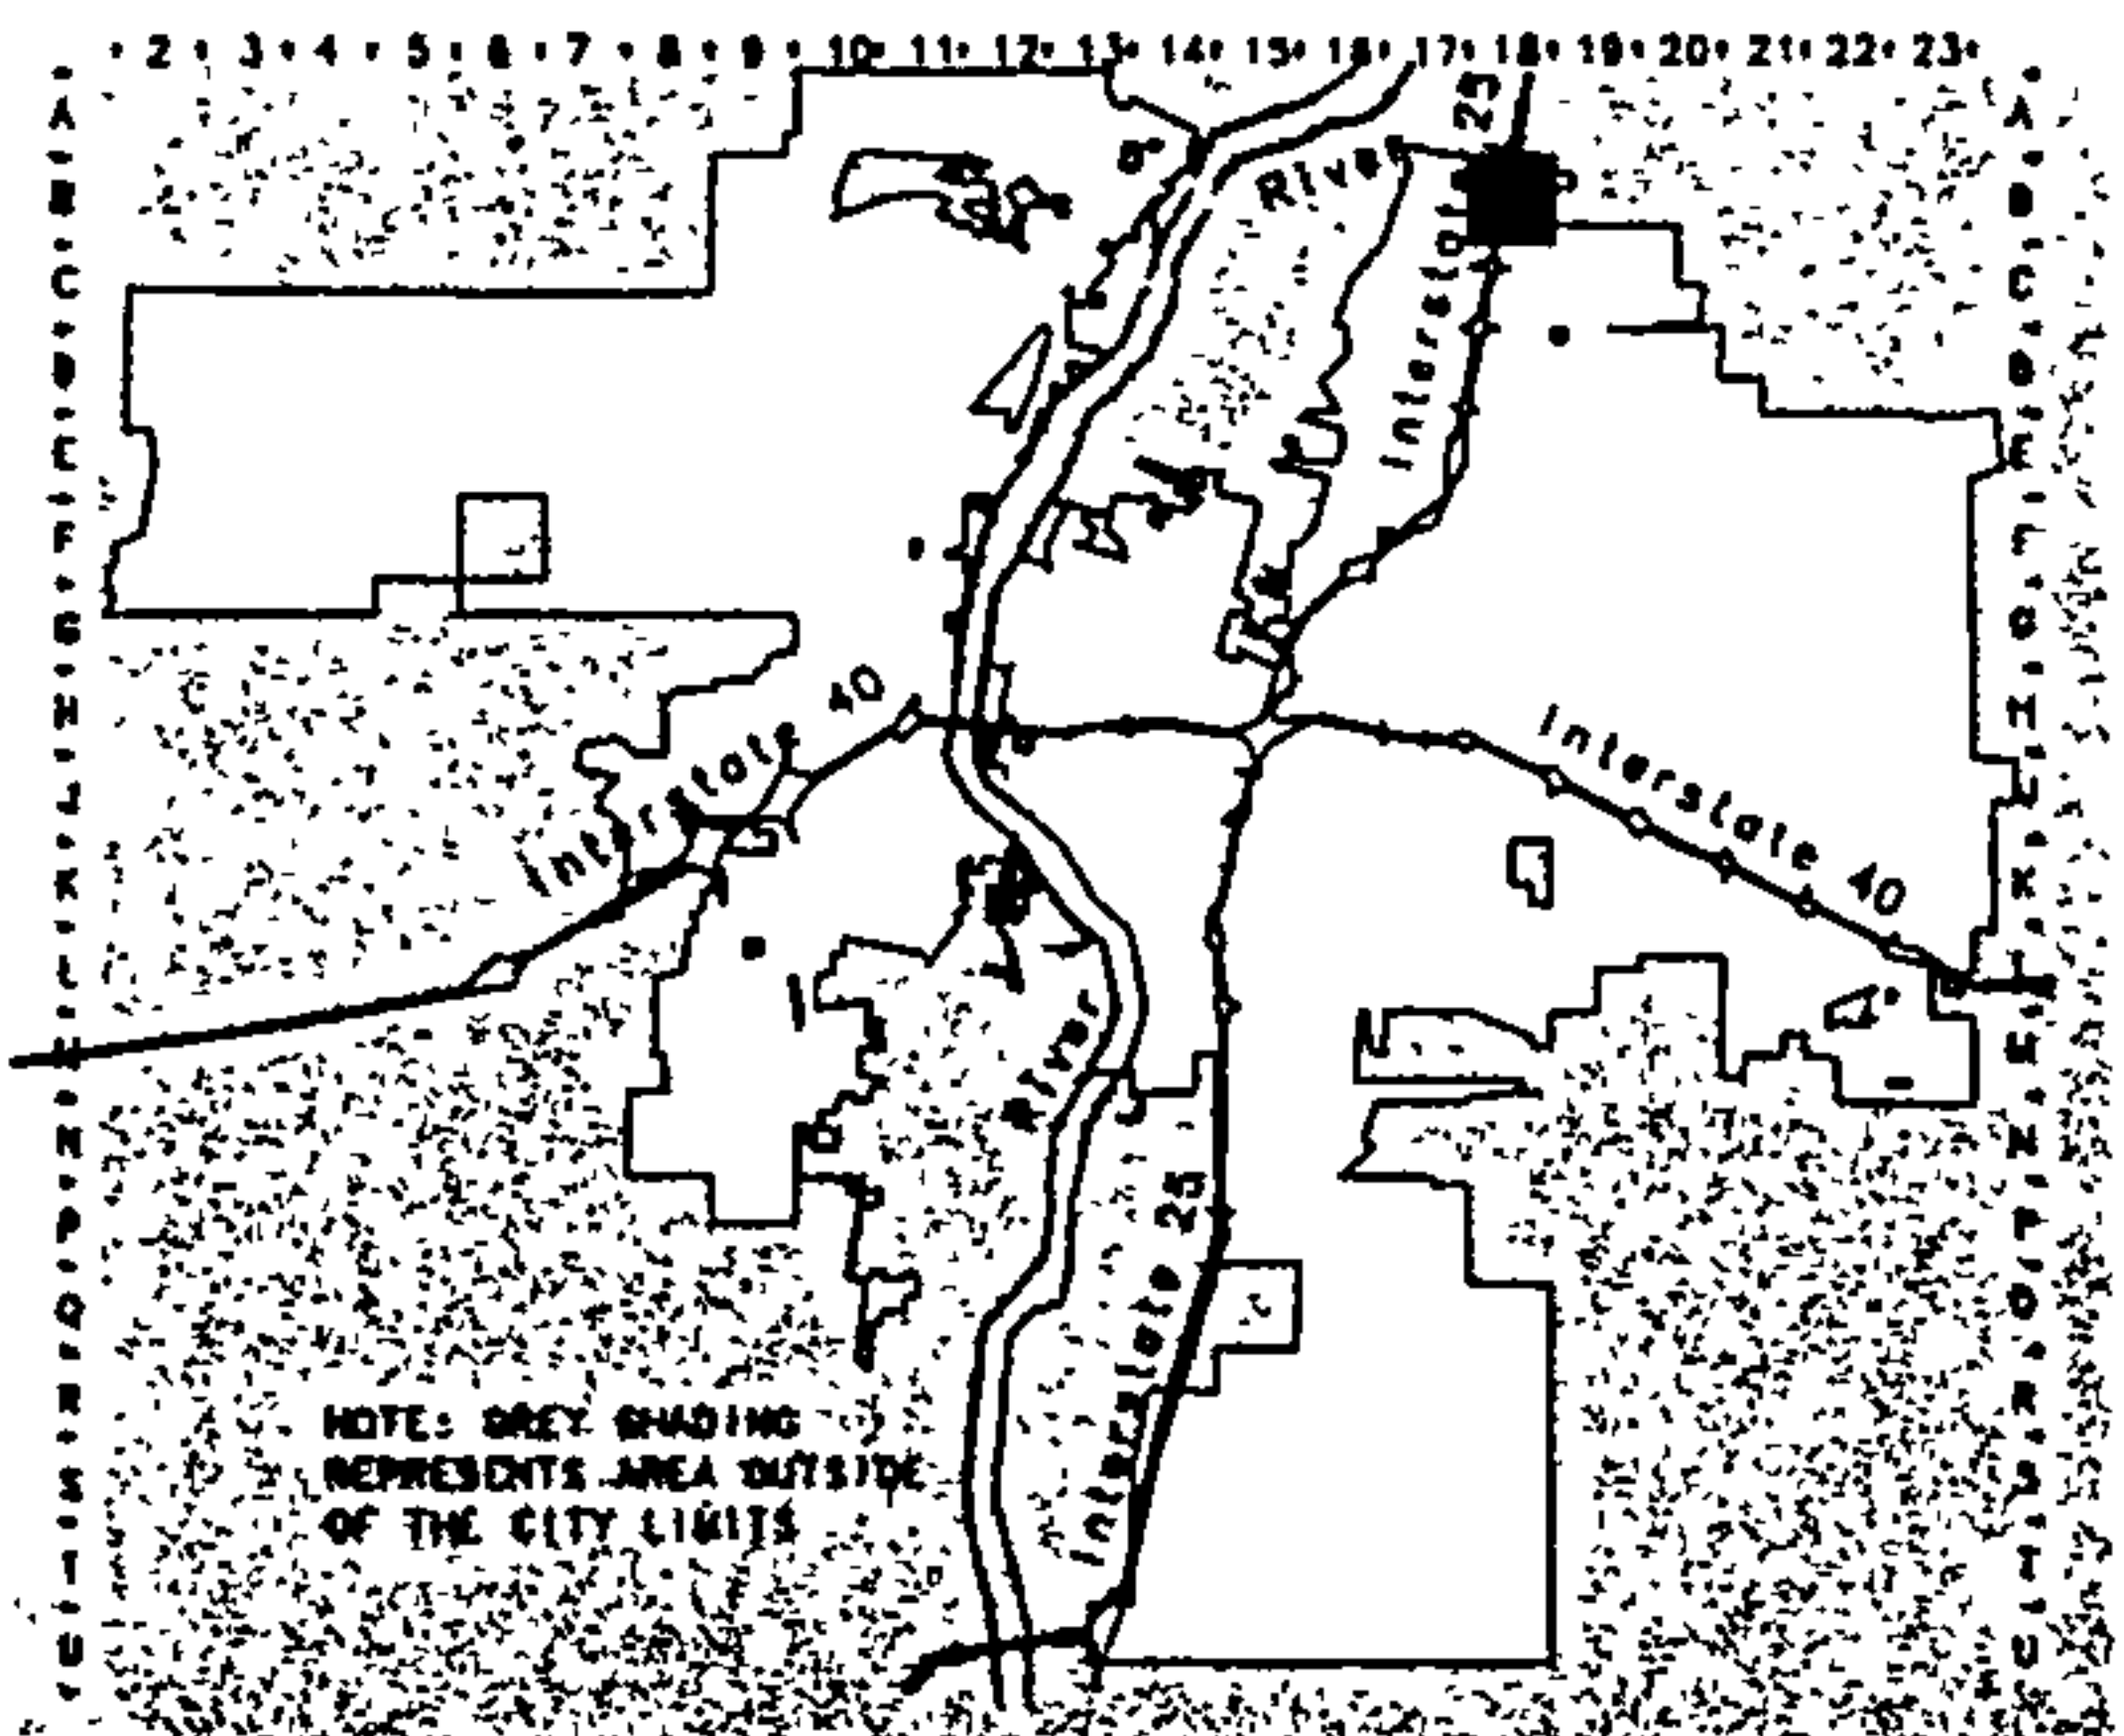 2 3 4 5 6 7 8 9 10 11 12 13 14 15 16 17 18 19 20 21 22 23
A
B
C
D
E
F
G
H
J
K
L
M
N
P
Q
R
S
T
U
River
Interstate 25
Interstate 40
Interstate 40
River
Interstate 25
NOTE: GREY SHADING
REPRESENTS AREA OUTSIDE
OF THE CITY LIMITS
A
B
C
D
E
F
G
H
J
K
L
M
N
P
Q
R
S
T
U